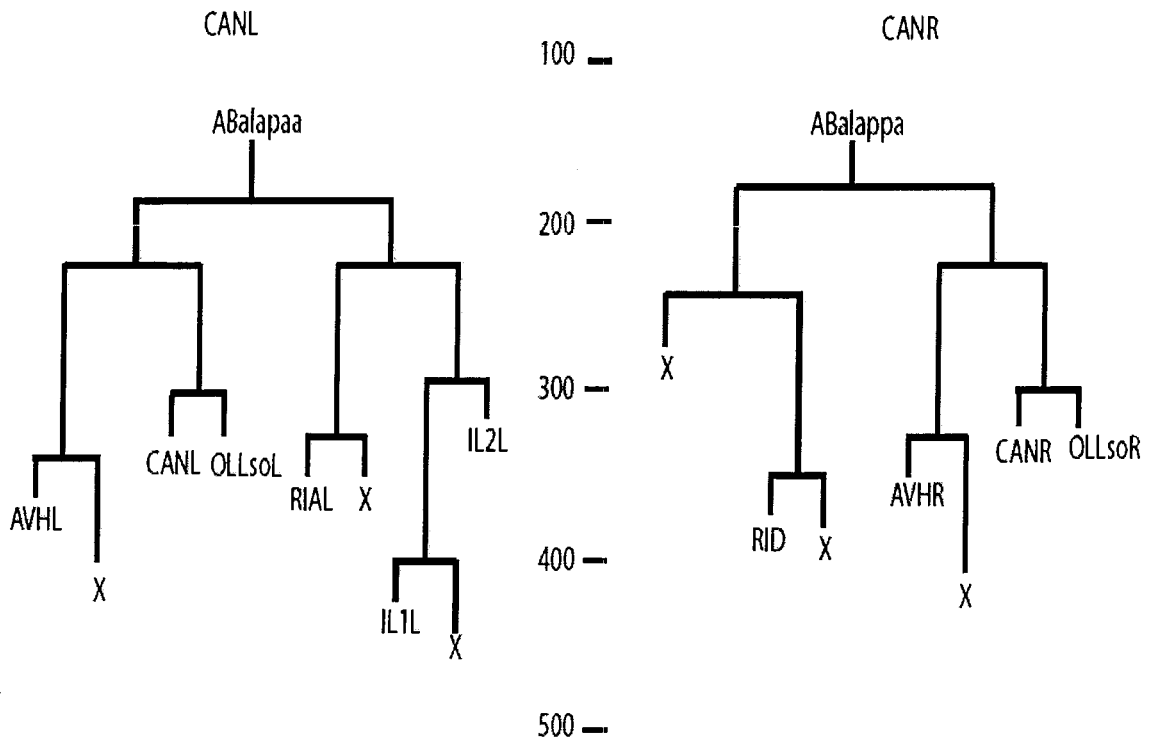 CANL
CANR
100
ABalapaa
ABalappa
200
X
300
IL2L
CANL OLLsoL
RIAL X
CANR OLLsoR
AVHL
AVHR
RID X
400
X
X
IL1L X
500